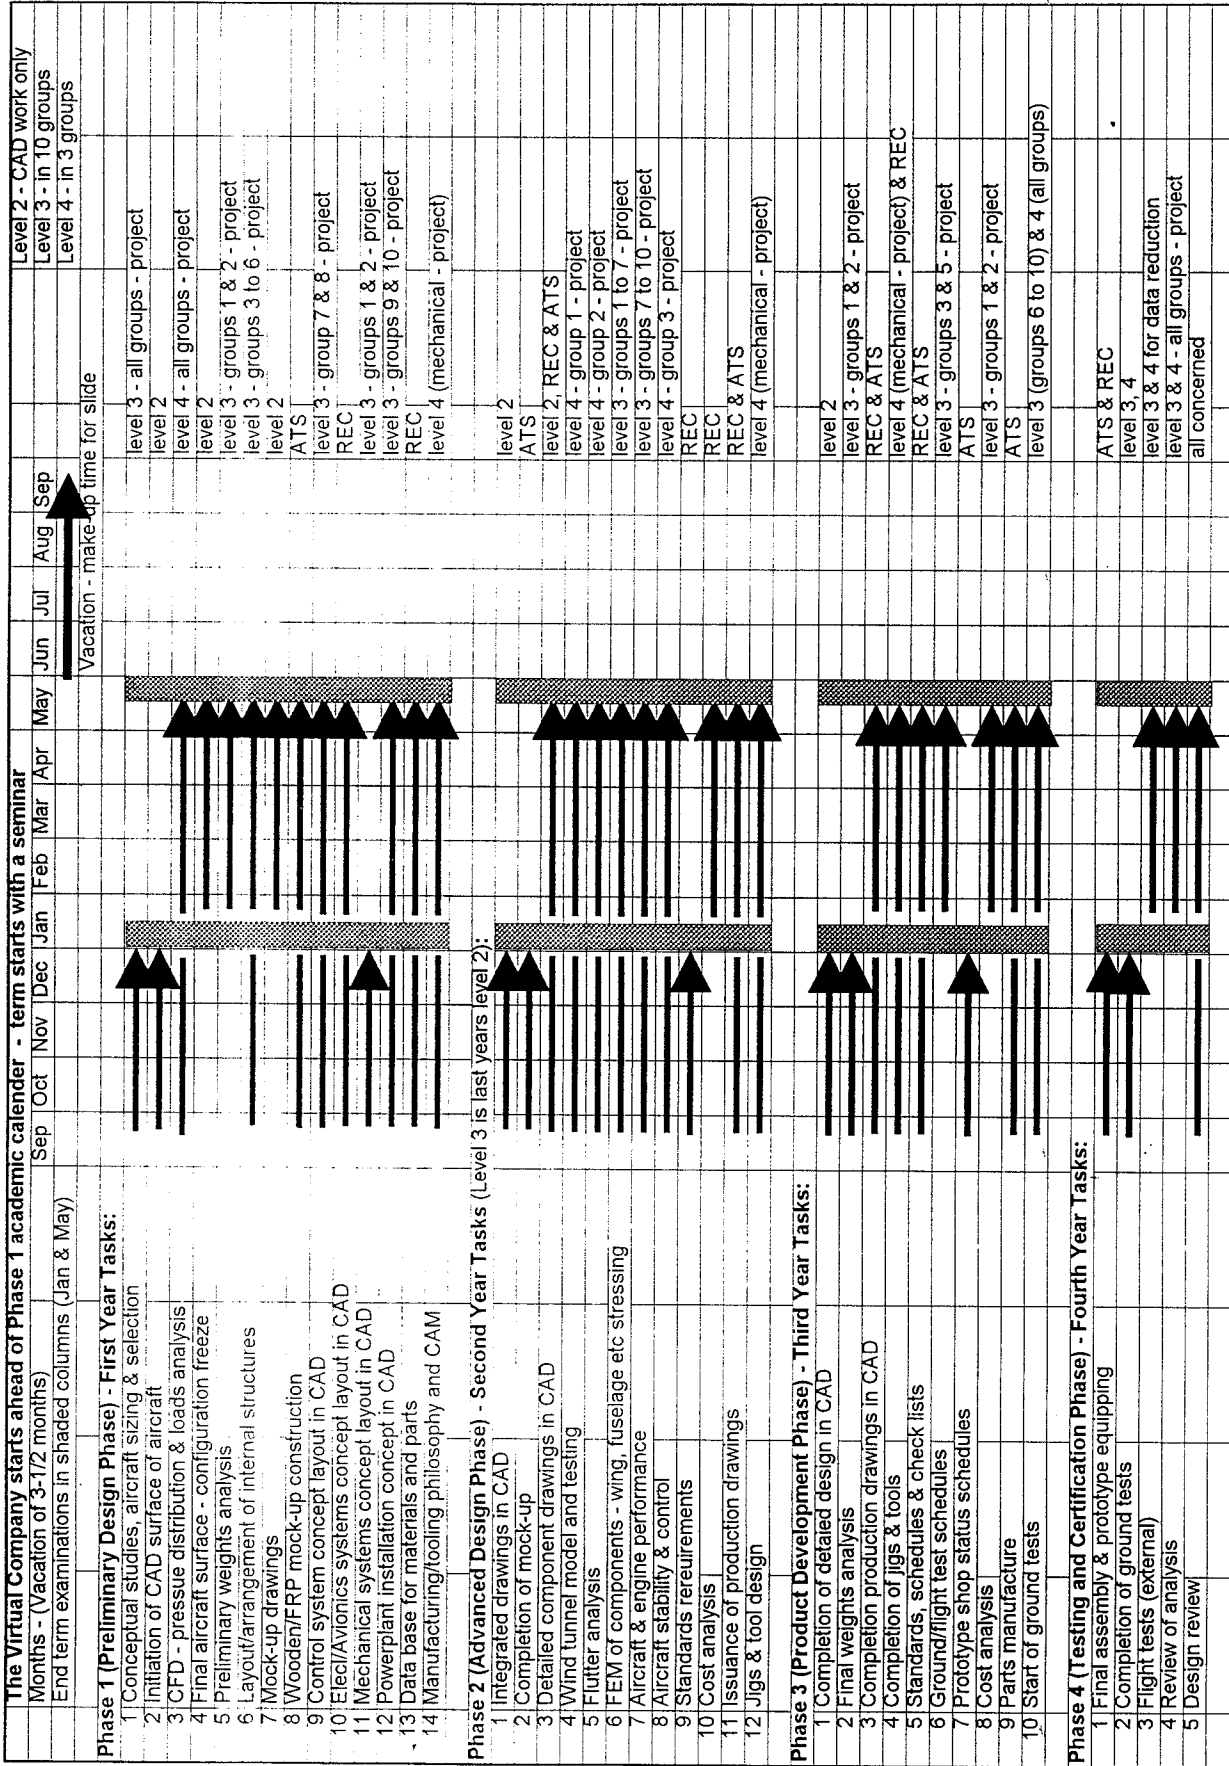 The Virtual Company starts ahead of Phase 1 academic calender - term starts with a seminar Level 2 - CAD work only
Months - (Vacation of 3-1/2 months) Sep Oct Nov Dec Jan Feb Mar Apr May Jun Jul Aug Sep Level 3 - in 10 groups
End term examinations in shaded columns (Jan & May) Level 4 - in 3 groups
Vacation - make-up time for slide
Phase 1 (Preliminary Design Phase) - First Year Tasks:
1 Conceptual studies, aircraft sizing & selection level 3 - all groups - project
2 Initiation of CAD surface of aircraft level 2
3 CFD - pressue distribution & loads analysis level 4 - all groups - project
4 Final aircraft surface - configuration freeze level 2
5 Preliminary weights analysis level 3 - groups 1 & 2 - project
6 Layout/arrangement of internal structures level 3 - groups 3 to 6 - project
7 Mock-up drawings level 2
8 Wooden/FRP mock-up construction ATS
9 Control system concept layout in CAD level 3 - group 7 & 8 - project
10 Elecl/Avionics systems concept layout in CAD REC
11 Mechanical systems concept layout in CAD level 3 - groups 1 & 2 - project
12 Powerplant installation concept in CAD level 3 - groups 9 & 10 - project
13 Data base for materials and parts REC
14 Manufacturing/tooling philosophy and CAM level 4 (mechanical - project)
Phase 2 (Advanced Design Phase) - Second Year Tasks (Level 3 is last years level 2):
1 Integrated drawings in CAD level 2
2 Completion of mock-up ATS
3 Detailed component drawings in CAD level 2, REC & ATS
4 Wind tunnel model and testing level 4 - group 1 - project
5 Flutter analysis level 4 - group 2 - project
6 FEM of components - wing, fuselage etc stressing level 3 - groups 1 to 7 - project
7 Aircraft & engine performance level 3 - groups 7 to 10 - project
8 Aircraft stability & control level 4 - group 3 - project
9 Standards rereuirements REC
10 Cost analysis REC
11 Issuance of production drawings REC & ATS
12 Jigs & tool design level 4 (mechanical - project)
Phase 3 (Product Development Phase) - Third Year Tasks:
1 Completion of detailed design in CAD level 2
2 Final weights analysis level 3 - groups 1 & 2 - project
3 Completion production drawings in CAD REC & ATS
4 Completion of jigs & tools level 4 (mechanical - project) & REC
5 Standards, schedules & check lists REC & ATS
6 Ground/flight test schedules level 3 - groups 3 & 5 - project
7 Prototype shop status schedules ATS
8 Cost analysis level 3 - groups 1 & 2 - project
9 Parts manufacture ATS
10 Start of ground tests level 3 (groups 6 to 10) & 4 (all groups)
Phase 4 (Testing and Certification Phase) - Fourth Year Tasks:
1 Final assembly & prototype equipping ATS & REC
2 Completion of ground tests level 3, 4
3 Flight tests (external) level 3 & 4 for data reduction
4 Review of analysis level 3 & 4 - all groups - project
5 Design review all concerned